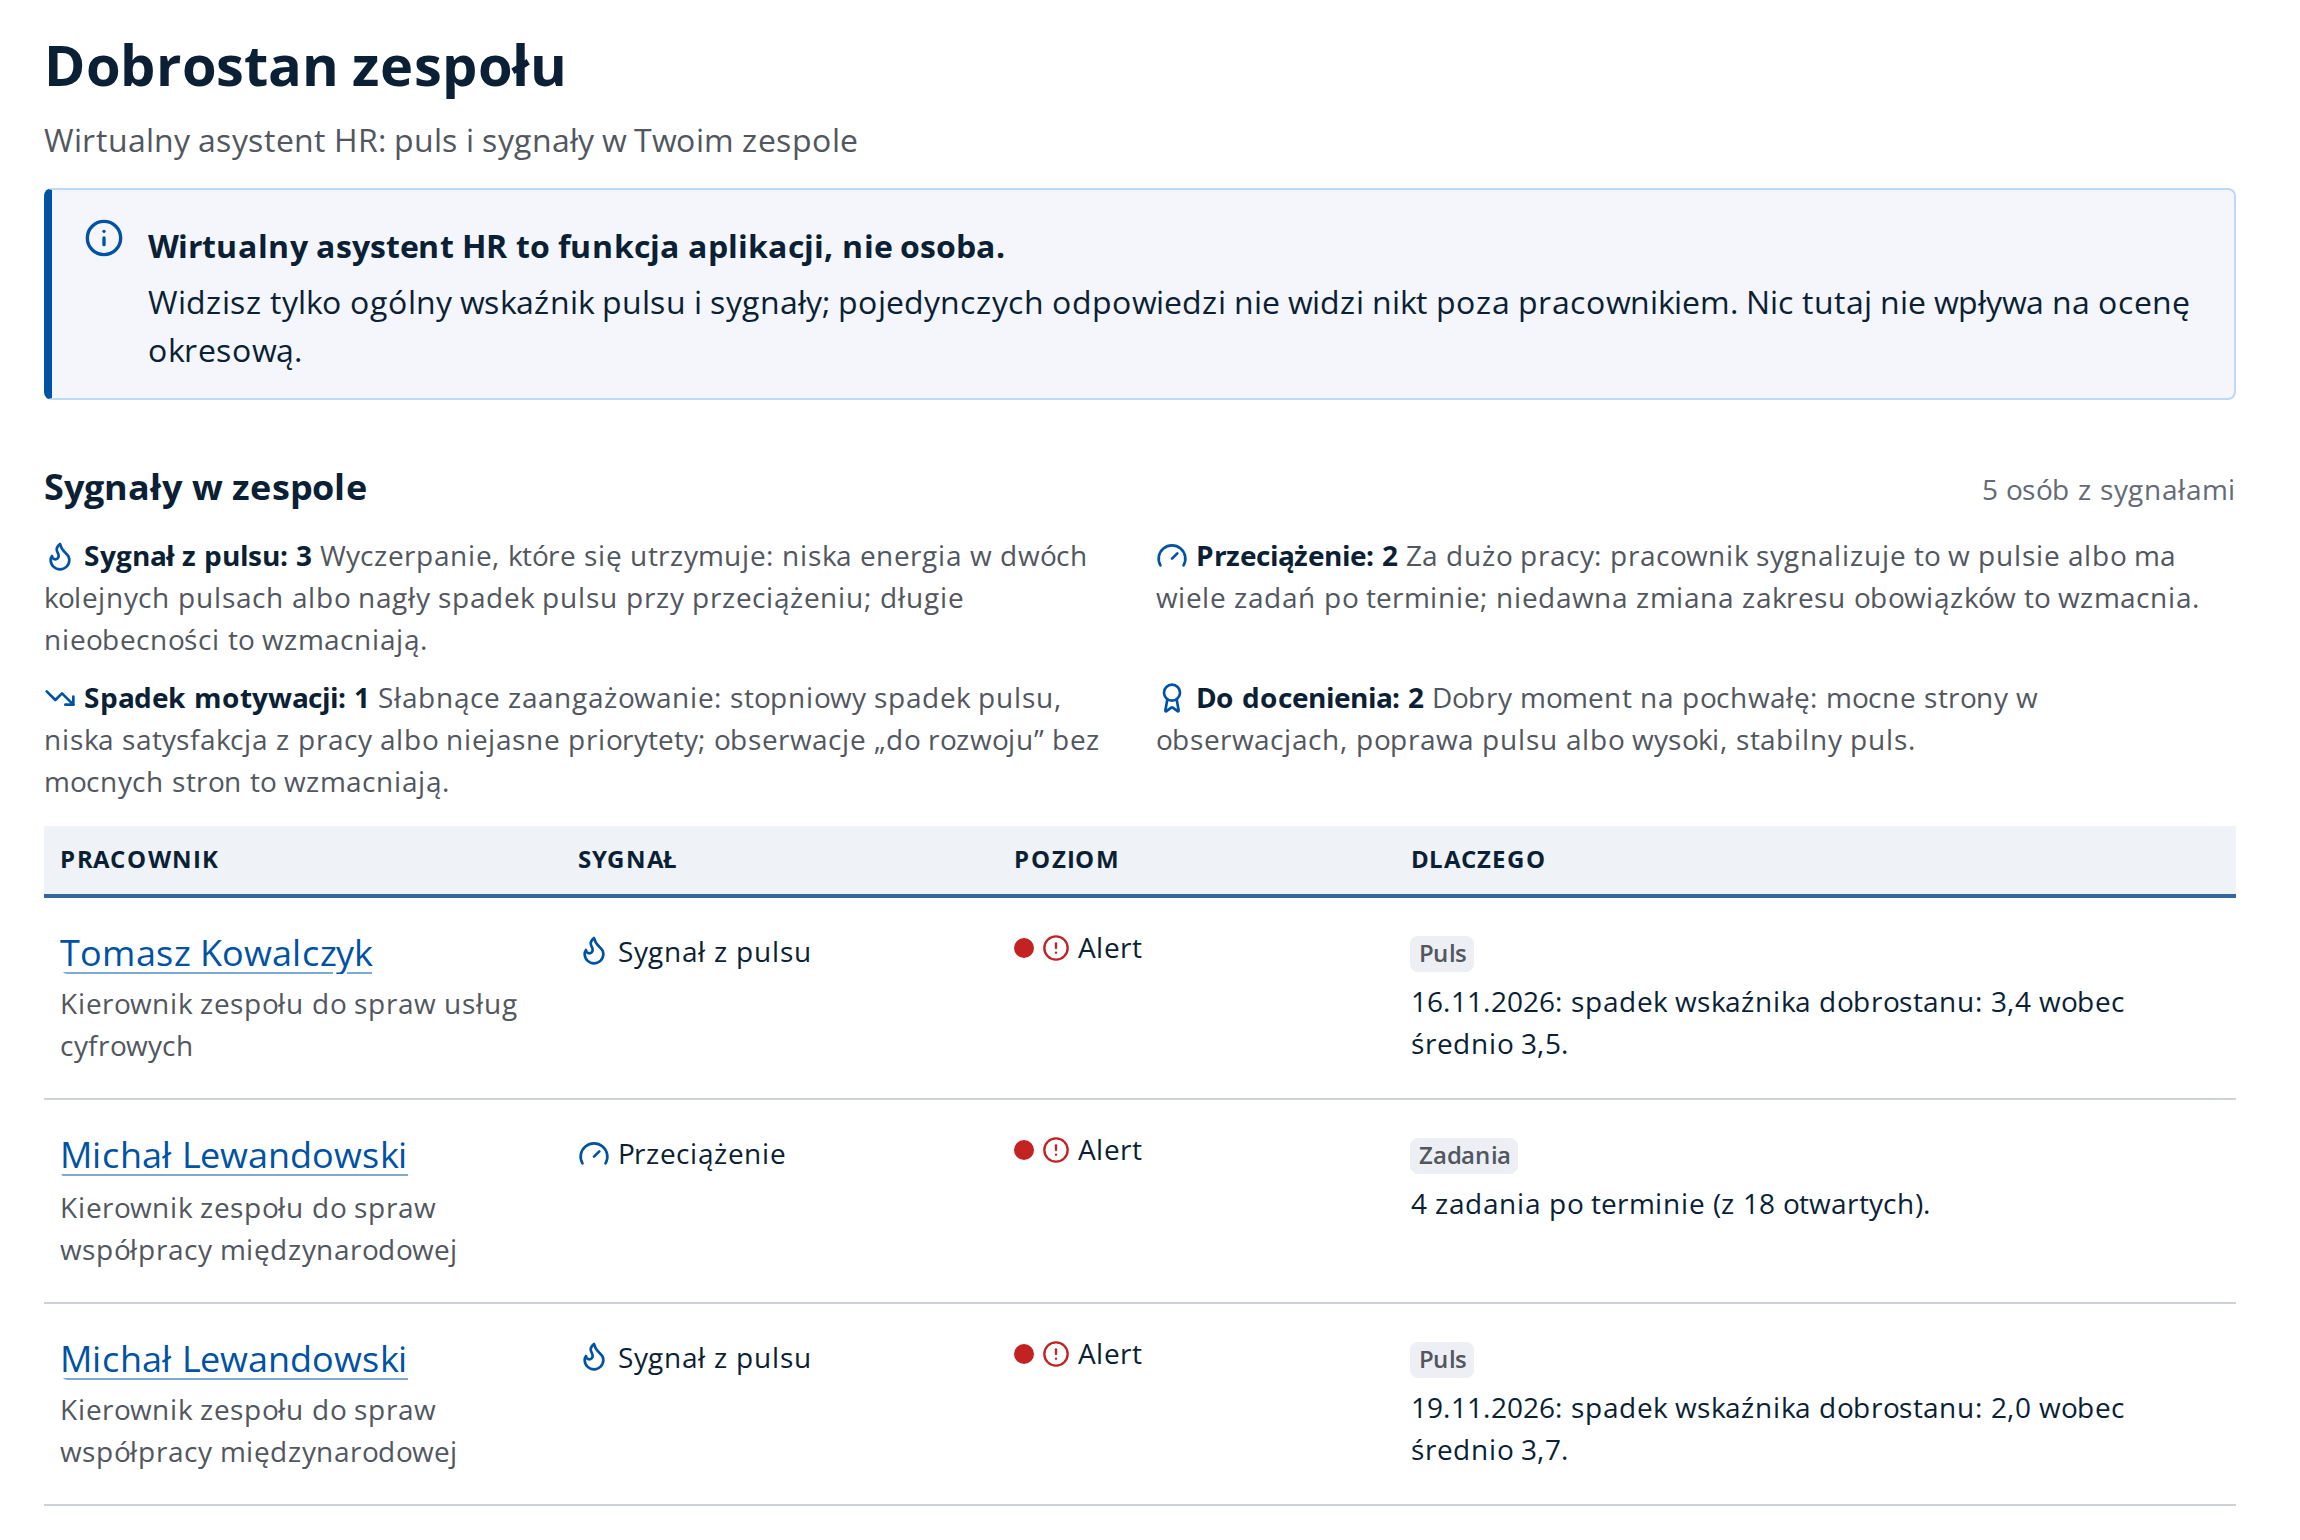 Dobrostan zespołu
Wirtualny asystent HR: puls i sygnały w Twoim zespole
Wirtualny asystent HR to funkcja aplikacji, nie osoba.
Widzisz tylko ogólny wskaźnik pulsu i sygnały; pojedynczych odpowiedzi nie widzi nikt poza pracownikiem. Nic tutaj nie wpływa na ocenę
okresową.
Sygnały w zespole
5 osób z sygnałami
Sygnał z pulsu: 3 Wyczerpanie, które się utrzymuje: niska energia w dwóch
kolejnych pulsach albo nagły spadek pulsu przy przeciążeniu; długie
nieobecności to wzmacniają.
Przeciążenie: 2 Za dużo pracy: pracownik sygnalizuje to w pulsie albo ma
wiele zadań po terminie; niedawna zmiana zakresu obowiązków to wzmacnia.
Spadek motywacji: 1 Słabnące zaangażowanie: stopniowy spadek pulsu,
niska satysfakcja z pracy albo niejasne priorytety; obserwacje „do rozwoju” bez
mocnych stron to wzmacniają.
Do docenienia: 2 Dobry moment na pochwałę: mocne strony w
obserwacjach, poprawa pulsu albo wysoki, stabilny puls.
PRACOWNIK SYGNAŁ POZIOM DLACZEGO
Tomasz Kowalczyk
Kierownik zespołu do spraw usług
cyfrowych
Sygnał z pulsu
Alert
Puls
16.11.2026: spadek wskaźnika dobrostanu: 3,4 wobec
średnio 3,5.
Michał Lewandowski
Kierownik zespołu do spraw
współpracy międzynarodowej
Przeciążenie
Alert
Zadania
4 zadania po terminie (z 18 otwartych).
Michał Lewandowski
Kierownik zespołu do spraw
współpracy międzynarodowej
Sygnał z pulsu
Alert
Puls
19.11.2026: spadek wskaźnika dobrostanu: 2,0 wobec
średnio 3,7.